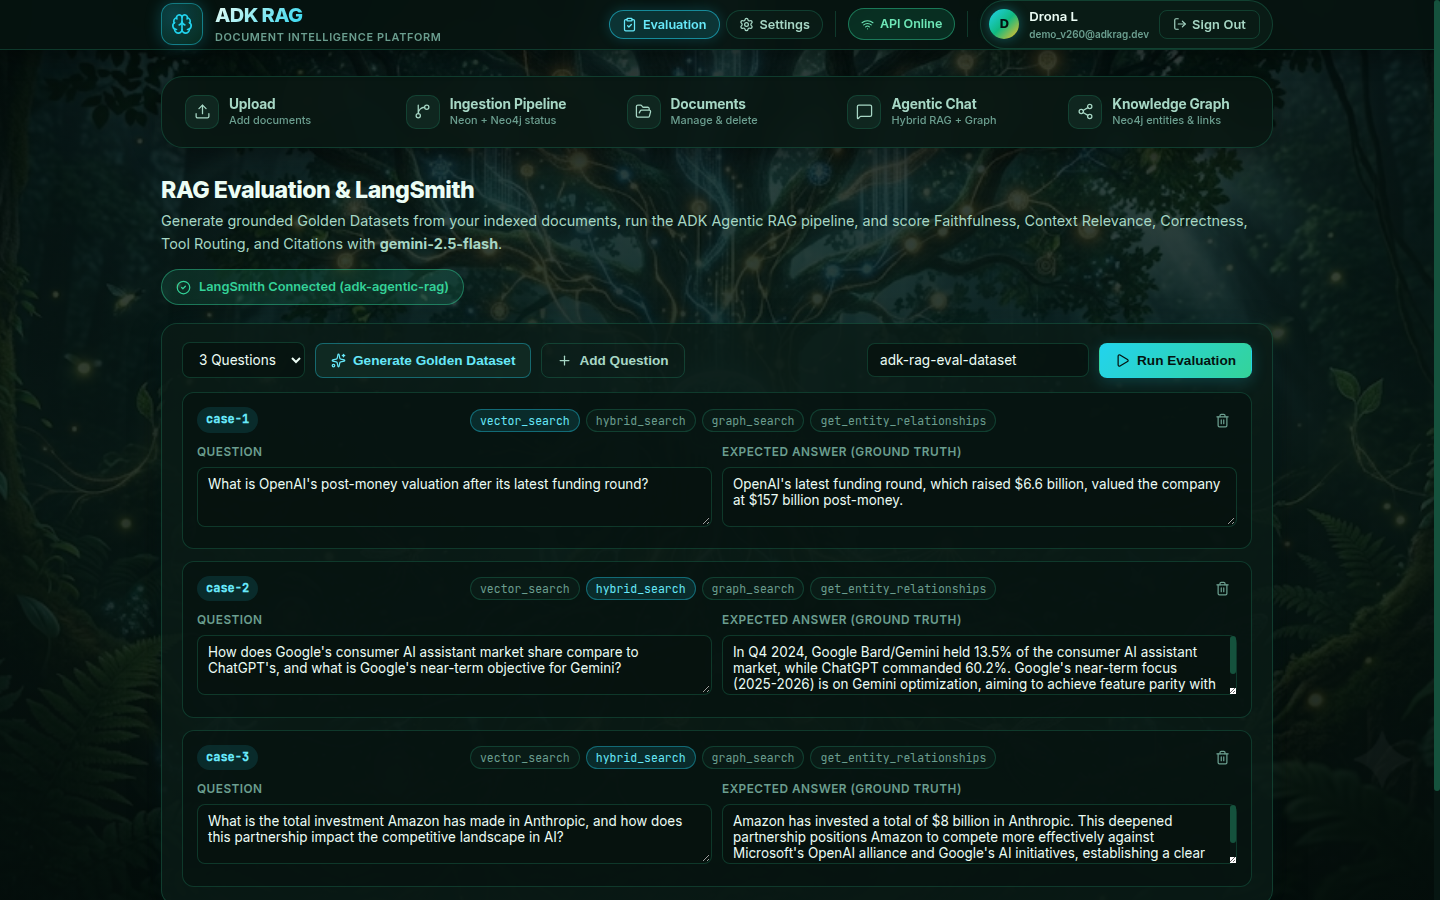 ADK RAG
DOCUMENT INTELLIGENCE PLATFORM
Evaluation
Settings
API Online
D
Drona L
demo_v260@adkrag.dev
Sign Out
Upload
Add documents
Ingestion Pipeline
Neon + Neo4j status
Documents
Manage & delete
Agentic Chat
Hybrid RAG + Graph
Knowledge Graph
Neo4j entities & links
RAG Evaluation & LangSmith
Generate grounded Golden Datasets from your indexed documents, run the ADK Agentic RAG pipeline, and score Faithfulness, Context Relevance, Correctness,
Tool Routing, and Citations with gemini-2.5-flash.
LangSmith Connected (adk-agentic-rag)
3 Questions
Generate Golden Dataset
Add Question
adk-rag-eval-dataset
Run Evaluation
case-1
vector_search
hybrid_search
graph_search
get_entity_relationships
QUESTION
What is OpenAI's post-money valuation after its latest funding round?
EXPECTED ANSWER (GROUND TRUTH)
OpenAI's latest funding round, which raised $6.6 billion, valued the company
at $157 billion post-money.
case-2
vector_search
hybrid_search
graph_search
get_entity_relationships
QUESTION
How does Google's consumer AI assistant market share compare to
ChatGPT's, and what is Google's near-term objective for Gemini?
EXPECTED ANSWER (GROUND TRUTH)
In Q4 2024, Google Bard/Gemini held 13.5% of the consumer AI assistant
market, while ChatGPT commanded 60.2%. Google's near-term focus
(2025-2026) is on Gemini optimization, aiming to achieve feature parity with
case-3
vector_search
hybrid_search
graph_search
get_entity_relationships
QUESTION
What is the total investment Amazon has made in Anthropic, and how does
this partnership impact the competitive landscape in AI?
EXPECTED ANSWER (GROUND TRUTH)
Amazon has invested a total of $8 billion in Anthropic. This deepened
partnership positions Amazon to compete more effectively against
Microsoft's OpenAI alliance and Google's AI initiatives, establishing a clear